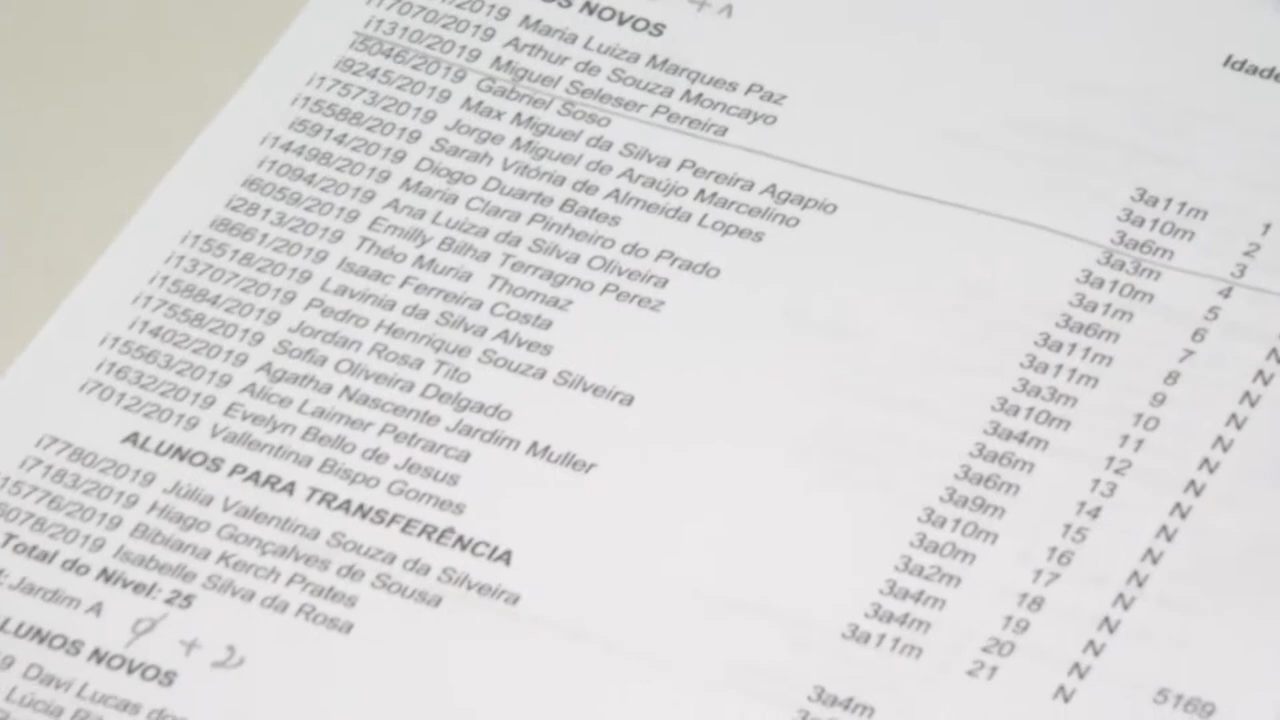 OS NOVOS
Idade
/2019 Maria Luiza Marques Paz 3a11m 1
i17070/2019 Arthur de Souza Moncayo 3a10m 2
i1310/2019 Miguel Seleser Pereira 3a6m 3
i5046/2019 Gabriel Soso 3a3m 4
i9245/2019 Max Miguel da Silva Pereira Agapio 3a10m 5
i17573/2019 Jorge Miguel de Araújo Marcelino 3a1m 6 N
i15588/2019 Sarah Vitória de Almeida Lopes 3a6m 7 N
i5914/2019 Diogo Duarte Bates 3a11m 8 N
i14498/2019 Maria Clara Pinheiro do Prado 3a11m 9 N
i1094/2019 Ana Luiza da Silva Oliveira 3a3m 10 N
i6059/2019 Emilly Bilha Terragno Perez 3a10m 11 N
i2813/2019 Théo Muria Thomaz 3a4m 12 N
i8661/2019 Isaac Ferreira Costa 3a6m 13 N
i15518/2019 Lavínia da Silva Alves 3a6m 14 N
i13707/2019 Pedro Henrique Souza Silveira 3a9m 15 N
i15884/2019 Jordan Rosa Tito 3a10m 16 N
i17558/2019 Sofia Oliveira Delgado 3a0m 17 N
i1402/2019 Agatha Nascente Jardim Muller 3a2m 18 N
i15563/2019 Alice Laimer Petrarca 3a4m 19 N
i1632/2019 Evelyn Bello de Jesus 3a4m 20 N
i7012/2019 Vallentina Bispo Gomes 3a11m 21 N
ALUNOS PARA TRANSFERÊNCIA 5169
i7780/2019 Júlia Valentina Souza da Silveira 3a4m
i7183/2019 Hiago Gonçalves de Sousa
15776/2019 Bibiana Kerch Prates
6078/2019 Isabelle Silva da Rosa
Total do Nível: 25
Jardim A
LUNOS NOVOS
9 Davi Lucas dos
Lúcia